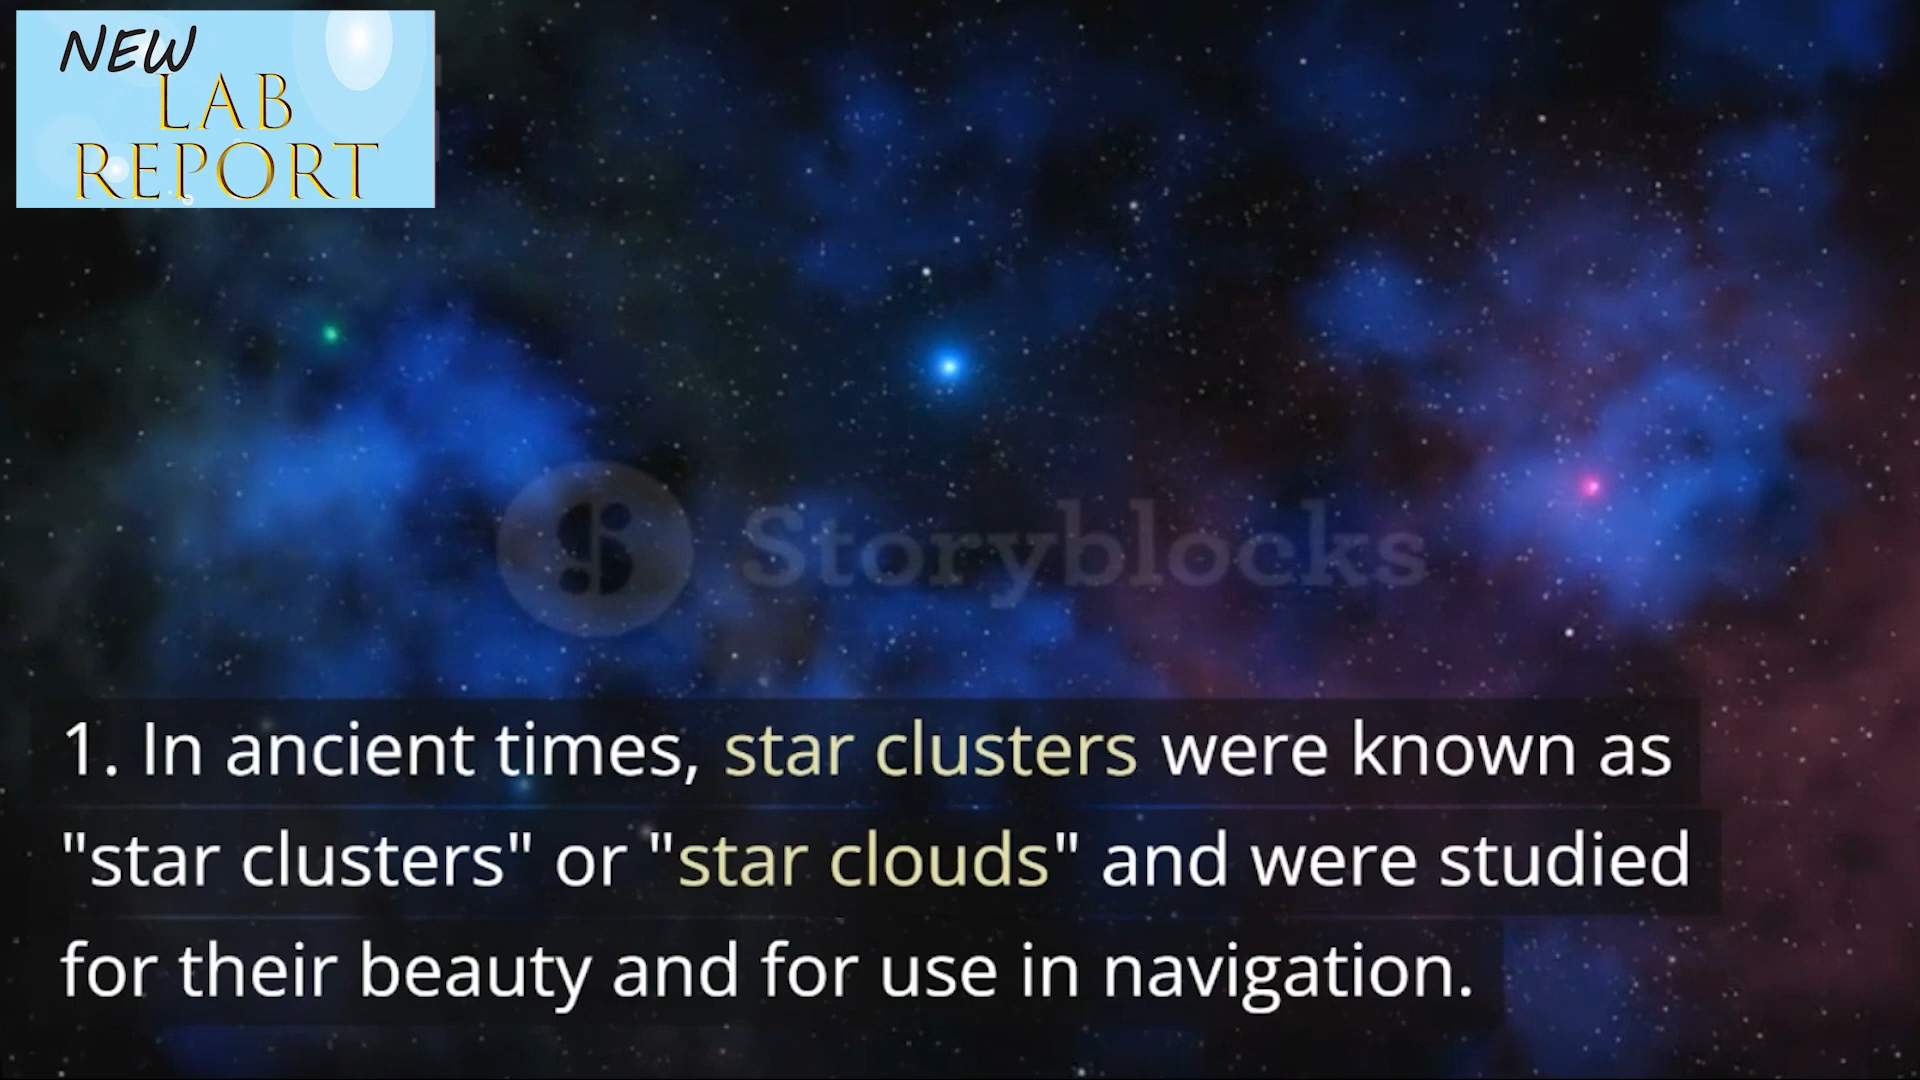 NEW
LAB
REPORT
Storyblocks
1. In ancient times, star clusters were known as
"star clusters" or "star clouds" and were studied
for their beauty and for use in navigation.